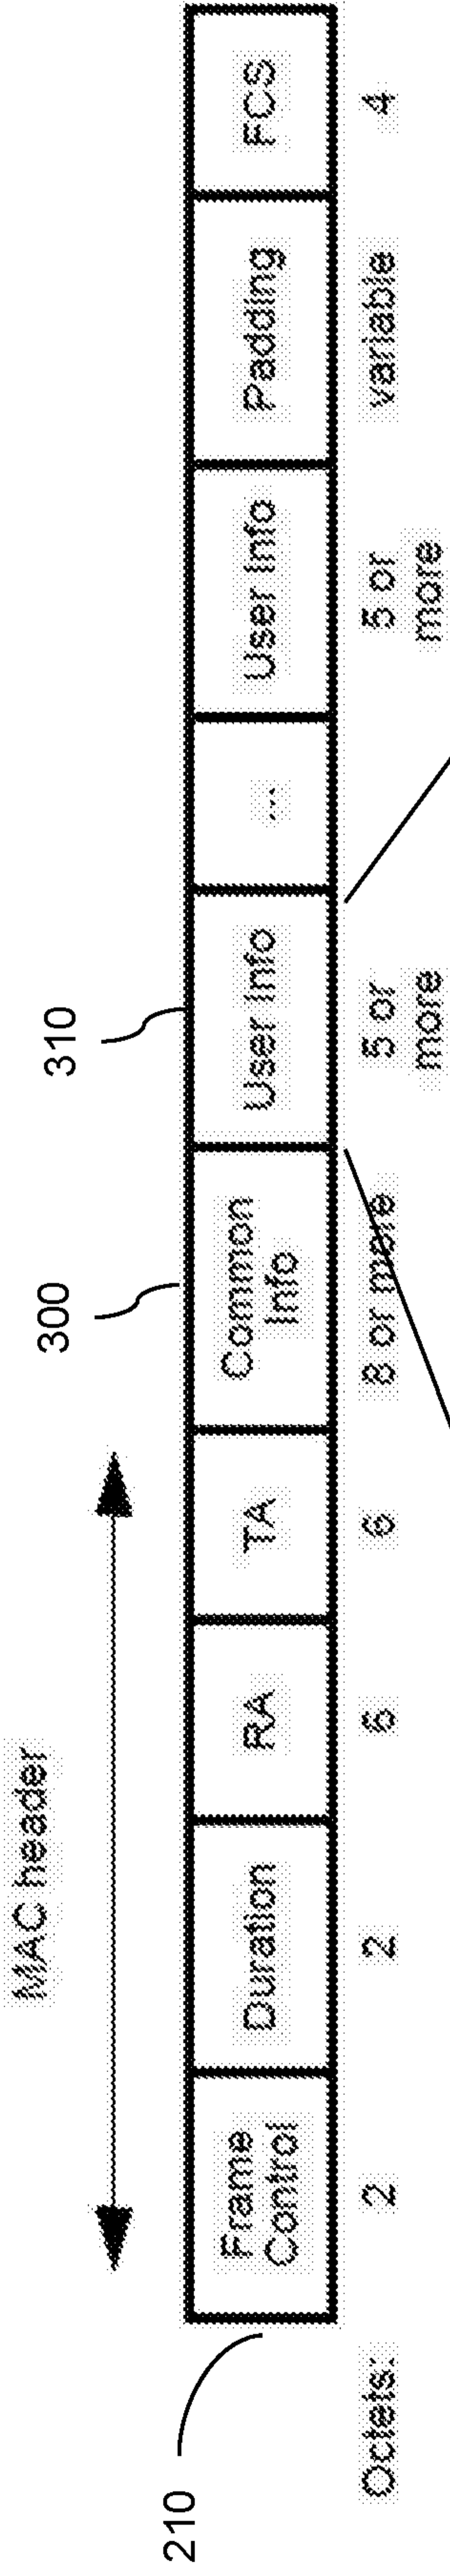 MAC header
300
310
210
Frame
Control
Duration
RA
TA
Common
Info
User Info
...
User Info
Padding
FCS
Octets:
2
2
6
6
8 or more
5 or
more
5 or
more
variable
4